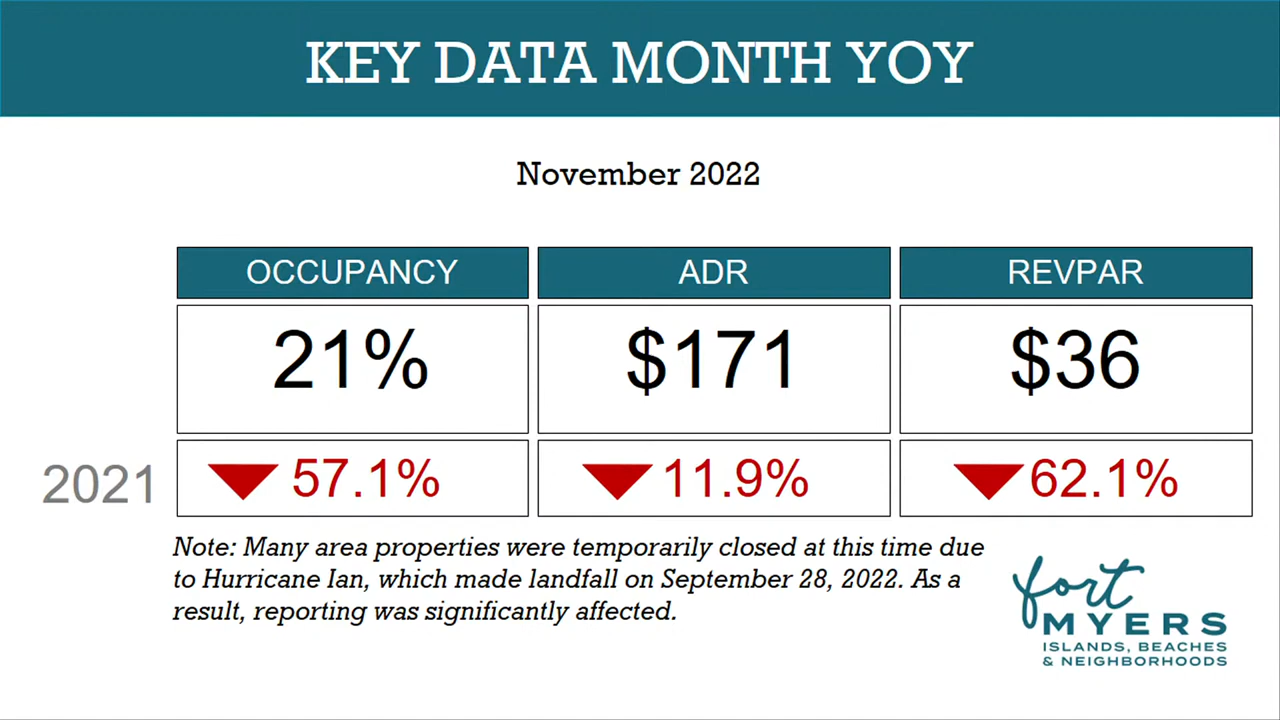 KEY DATA MONTH YOY
November 2022
OCCUPANCY ADR REVPAR
21% $171 $36
2021 57.1% 11.9% 62.1%
Note: Many area properties were temporarily closed at this time due
to Hurricane Ian, which made landfall on September 28, 2022. As a
result, reporting was significantly affected.
fort
MYERS
ISLANDS, BEACHES
& NEIGHBORHOODS